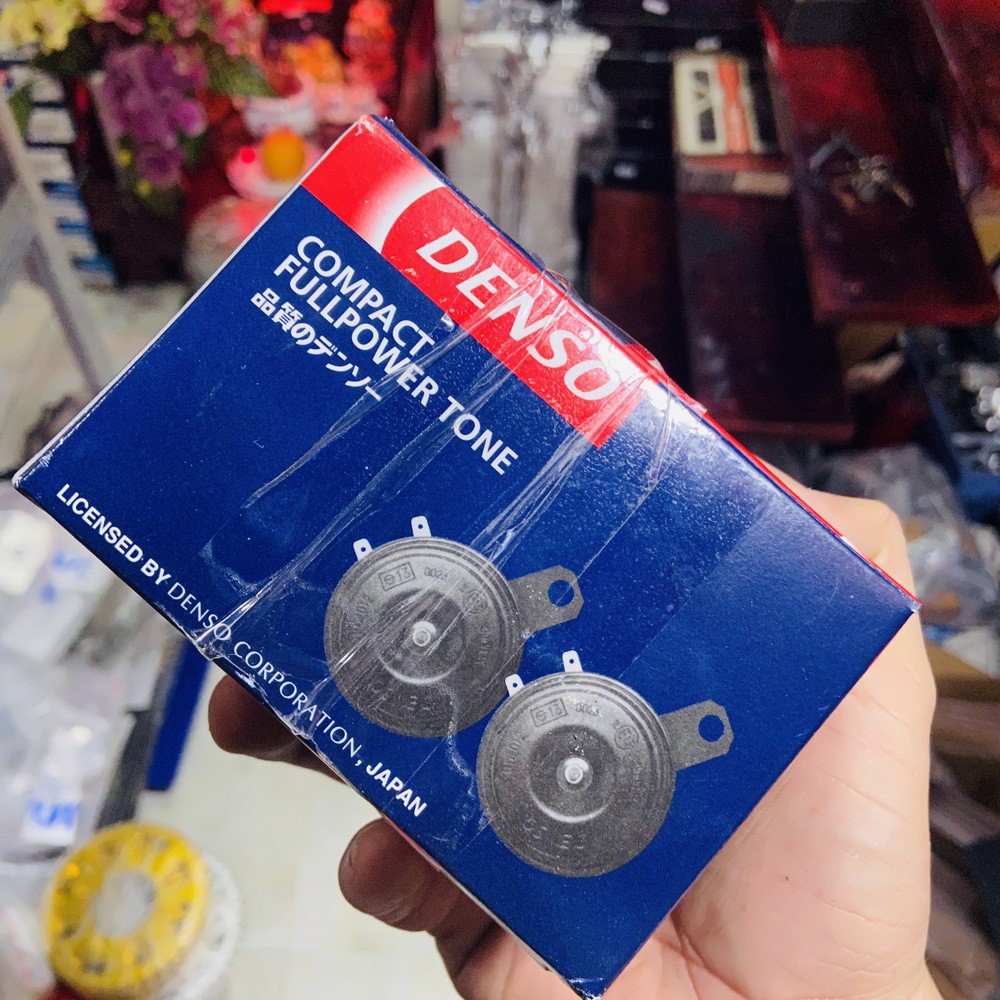 DENSO
COMPACT
FULLPOWER TONE
品質のデンソー
LICENSED BY DENSO CORPORATION, JAPAN